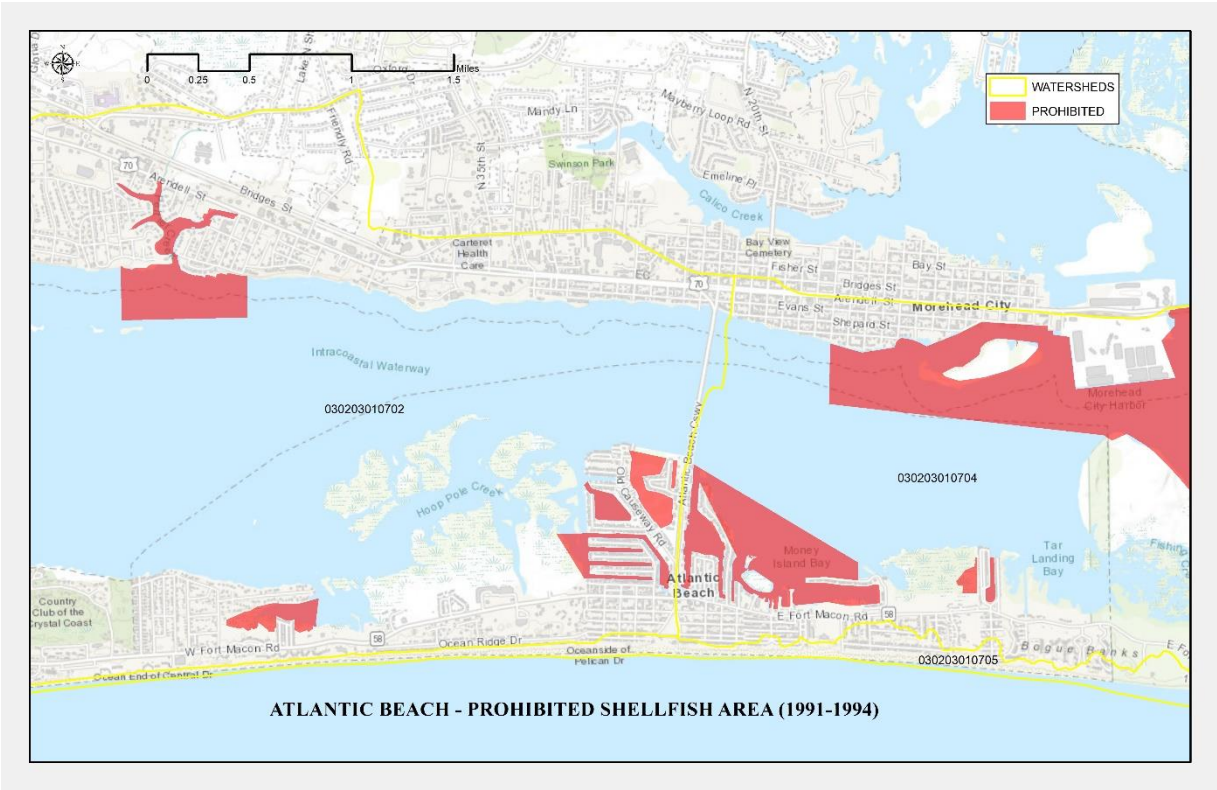 0 0.25 0.5 1 1.5 Miles
WATERSHEDS
PROHIBITED
Lake N St
Oxford
Friendly Rd
N 35th St
Mandy Ln
Mayberry Loop Rd
N 20th St
Swinson Park
Emeline Pl
Calico Creek
70
Arendell St
Bridges St
Carteret
Health
Care
Bay View
Cemetery
Fisher St
Bay St
70
Bridges St
Evans St
Arendell St
Morehead City
Shepard St
Intracoastal Waterway
Morehead
City Harbor
030203010702
Atlantic Beach Cswy
030203010704
Old Causeway Rd
Hoop Pole Creek
Money
Island Bay
Tar
Landing
Bay
Atlantic
Beach
Country
Club of the
Crystal Coast
E Fort Macon Rd
58
58
W Fort Macon Rd
Ocean Ridge Dr
Oceanside of
Pelican Dr
Bogue Banks
030203010705
Ocean End of Central Dr
ATLANTIC BEACH - PROHIBITED SHELLFISH AREA (1991-1994)